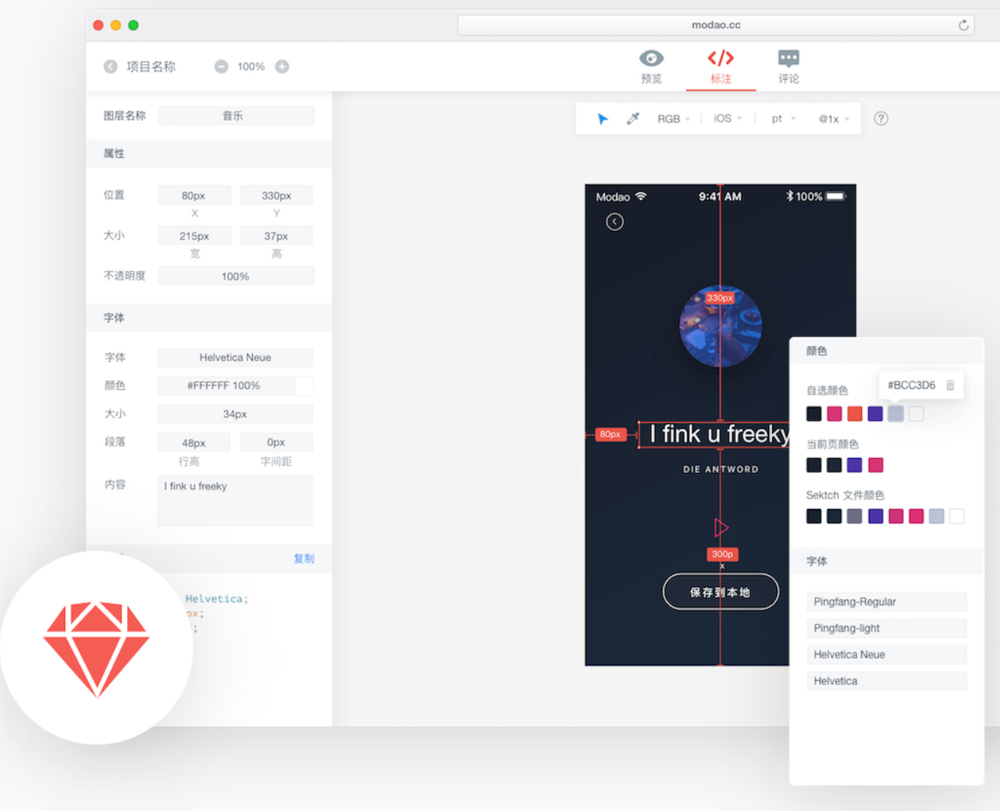 modao.cc
项目名称
100%
预览
标注
评论
图层名称
音乐
RGB
iOS
pt
@1x
?
属性
位置
80px
330px
X
Y
大小
215px
37px
宽
高
不透明度
100%
字体
字体
Helvetica Neue
颜色
#FFFFFF 100%
大小
34px
段落
48px
0px
行高
字间距
内容
I fink u freeky
复制
Helvetica;
px;
;
Modao
9:41 AM
100%
330px
80px
I fink u freeky
DIE ANTWORD
300p
x
保存到本地
颜色
自选颜色
#BCC3D6
当前页颜色
Sektch 文件颜色
字体
Pingfang-Regular
Pingfang-light
Helvetica Neue
Helvetica